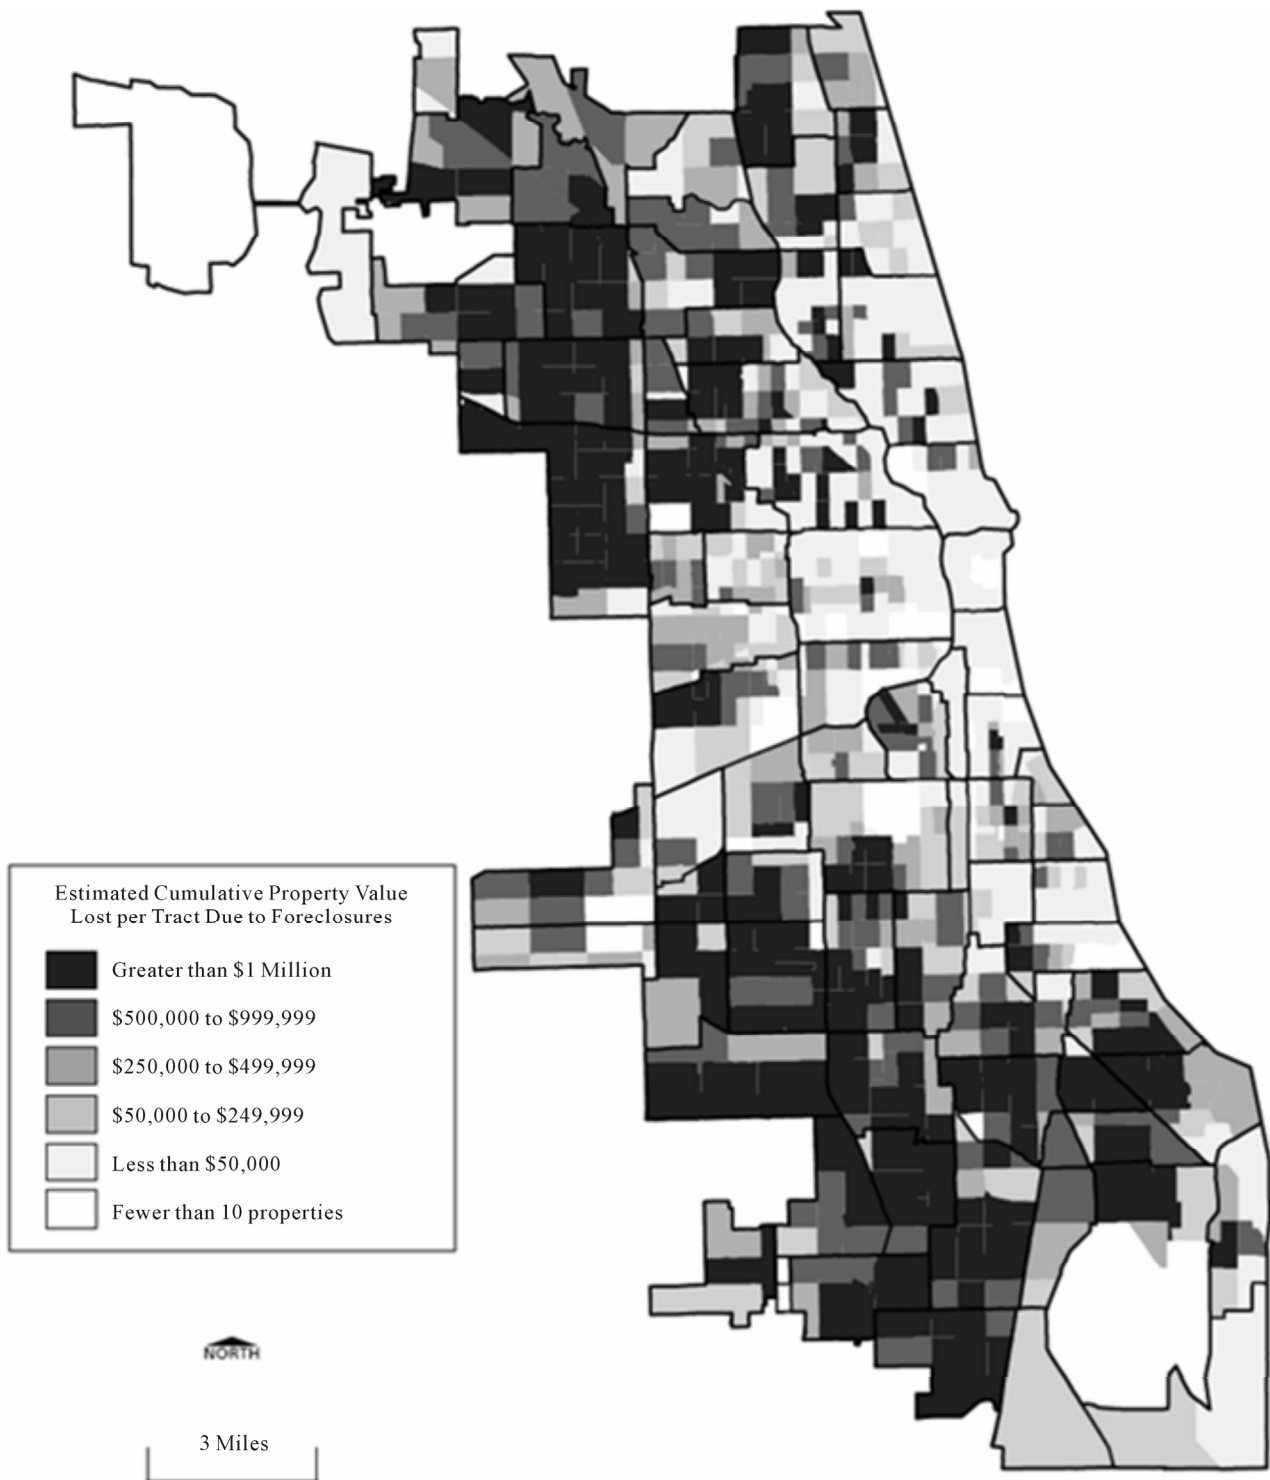 Estimated Cumulative Property Value
Lost per Tract Due to Foreclosures
Greater than $1 Million
$500,000 to $999,999
$250,000 to $499,999
$50,000 to $249,999
Less than $50,000
Fewer than 10 properties
NORTH
3 Miles